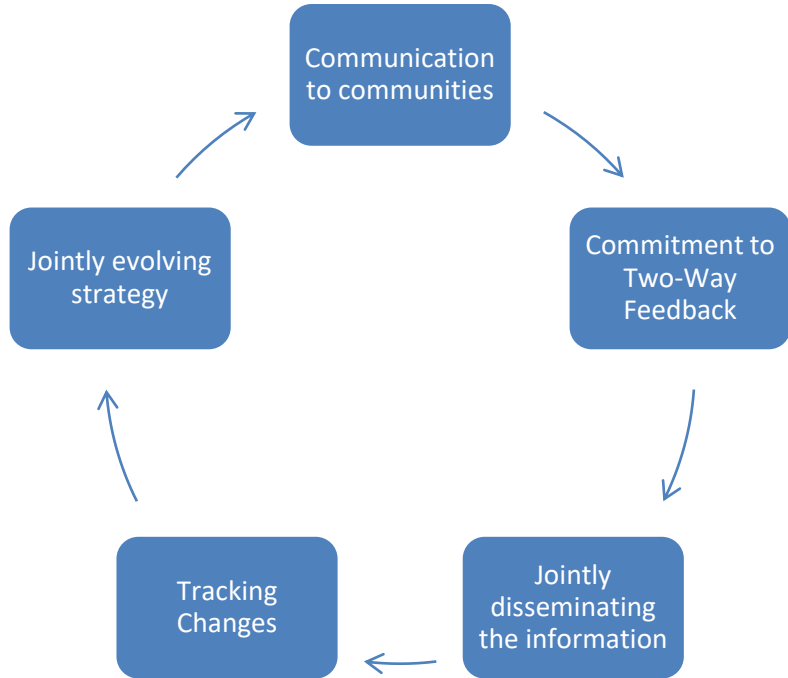 Communication
to communities
Commitment to
Two-Way
Feedback
Jointly
disseminating
the information
Tracking
Changes
Jointly evolving
strategy